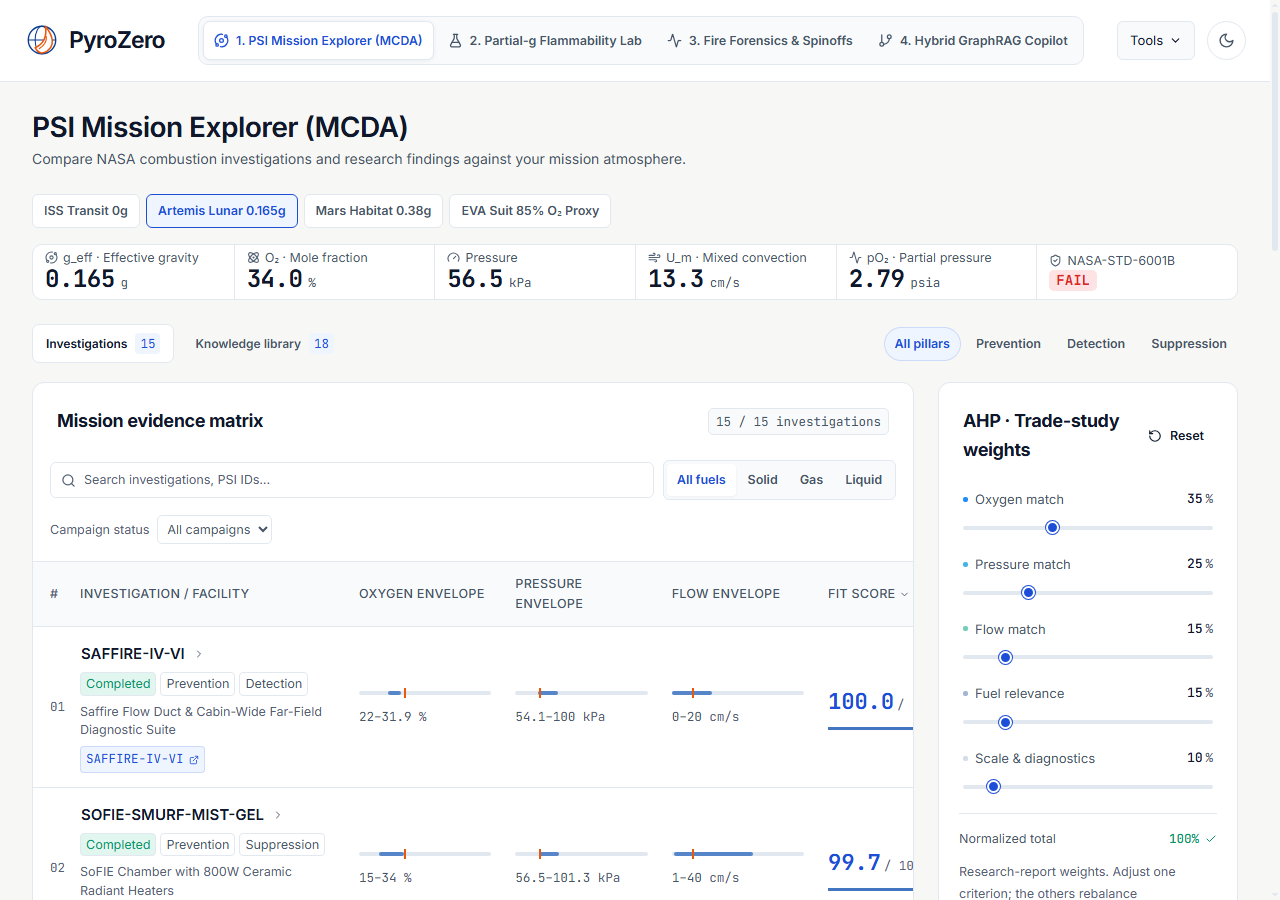 PyroZero
1. PSI Mission Explorer (MCDA)
2. Partial-g Flammability Lab
3. Fire Forensics & Spinoffs
4. Hybrid GraphRAG Copilot
Tools
PSI Mission Explorer (MCDA)
Compare NASA combustion investigations and research findings against your mission atmosphere.
ISS Transit 0g
Artemis Lunar 0.165g
Mars Habitat 0.38g
EVA Suit 85% O₂ Proxy
g_eff · Effective gravity
0.165 g
O₂ · Mole fraction
34.0 %
Pressure
56.5 kPa
U_m · Mixed convection
13.3 cm/s
pO₂ · Partial pressure
2.79 psia
NASA-STD-6001B
FAIL
Investigations 15
Knowledge library 18
All pillars
Prevention
Detection
Suppression
Mission evidence matrix
15 / 15 investigations
Search investigations, PSI IDs...
All fuels
Solid
Gas
Liquid
Campaign status
All campaigns
# INVESTIGATION / FACILITY OXYGEN ENVELOPE PRESSURE ENVELOPE FLOW ENVELOPE FIT SCORE
01
SAFFIRE-IV-VI
Completed Prevention Detection
Saffire Flow Duct & Cabin-Wide Far-Field
Diagnostic Suite
SAFFIRE-IV-VI
22–31.9 %
54.1–100 kPa
0–20 cm/s
100.0 /
02
SOFIE-SMURF-MIST-GEL
Completed Prevention Suppression
SoFIE Chamber with 800W Ceramic
Radiant Heaters
15–34 %
56.5–101.3 kPa
1–40 cm/s
99.7 / 10
AHP · Trade-study
weights
Reset
Oxygen match 35 %
Pressure match 25 %
Flow match 15 %
Fuel relevance 15 %
Scale & diagnostics 10 %
Normalized total 100% ✓
Research-report weights. Adjust one
criterion; the others rebalance